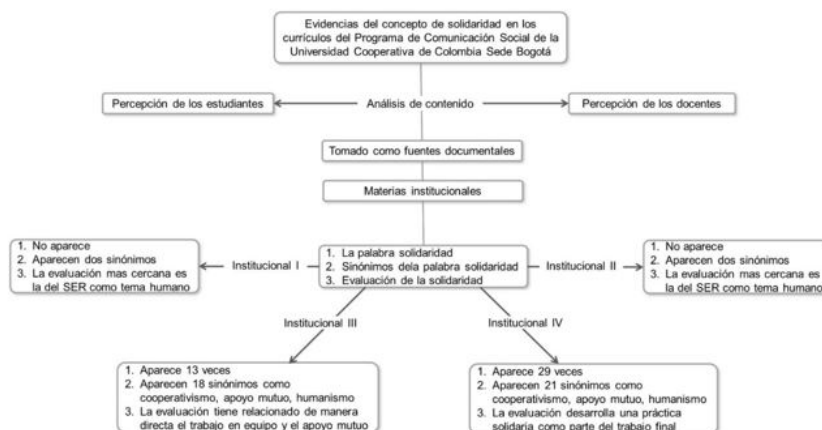 Evidencias del concepto de solidaridad en los
currículos del Programa de Comunicación Social de la
Universidad Cooperativa de Colombia Sede Bogotá
Percepción de los estudiantes
Análisis de contenido
Percepción de los docentes
Tomado como fuentes documentales
Materias institucionales
1. No aparece
2. Aparecen dos sinónimos
3. La evaluación mas cercana es
la del SER como tema humano
Institucional I
1. La palabra solidaridad
2. Sinónimos dela palabra solidaridad
3. Evaluación de la solidaridad
Institucional II
1. No aparece
2. Aparecen dos sinónimos
3. La evaluación mas cercana es
la del SER como tema humano
Institucional III
Institucional IV
1. Aparece 13 veces
2. Aparecen 18 sinónimos como
cooperativismo, apoyo mutuo, humanismo
3. La evaluación tiene relacionado de manera
directa el trabajo en equipo y el apoyo mutuo
1. Aparece 29 veces
2. Aparecen 21 sinónimos como
cooperativismo, apoyo mutuo, humanismo
3. La evaluación desarrolla una práctica
solidaria como parte del trabajo final